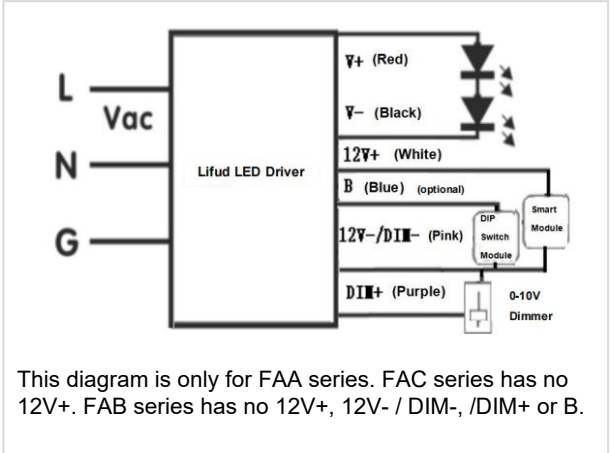 L
Vac
N
G
Lifud LED Driver
V+ (Red)
V- (Black)
12V+ (White)
B (Blue) (optional)
12V-/DIM- (Pink)
DIM+ (Purple)
DIP
Switch
Module
Smart
Module
0-10V
Dimmer
This diagram is only for FAA series. FAC series has no
12V+. FAB series has no 12V+, 12V- / DIM-, /DIM+ or B.